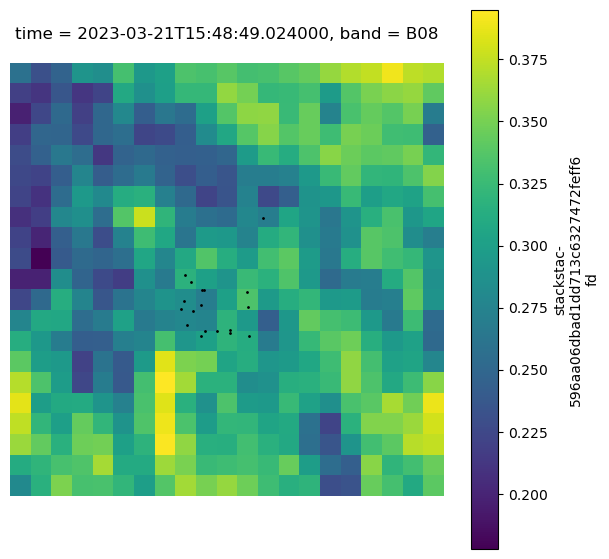 time = 2023-03-21T15:48:49.024000, band = B08
0.375
0.350
0.325
0.300
0.275
0.250
0.225
0.200
stackstac-
596aa06dbad1dd713c6327472feff6
fd